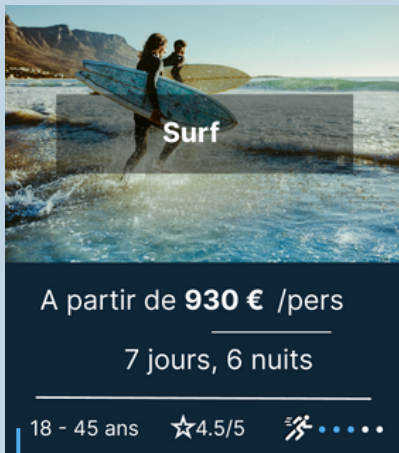 Surf
A partir de 930 € /pers
7 jours, 6 nuits
18 - 45 ans 4.5/5